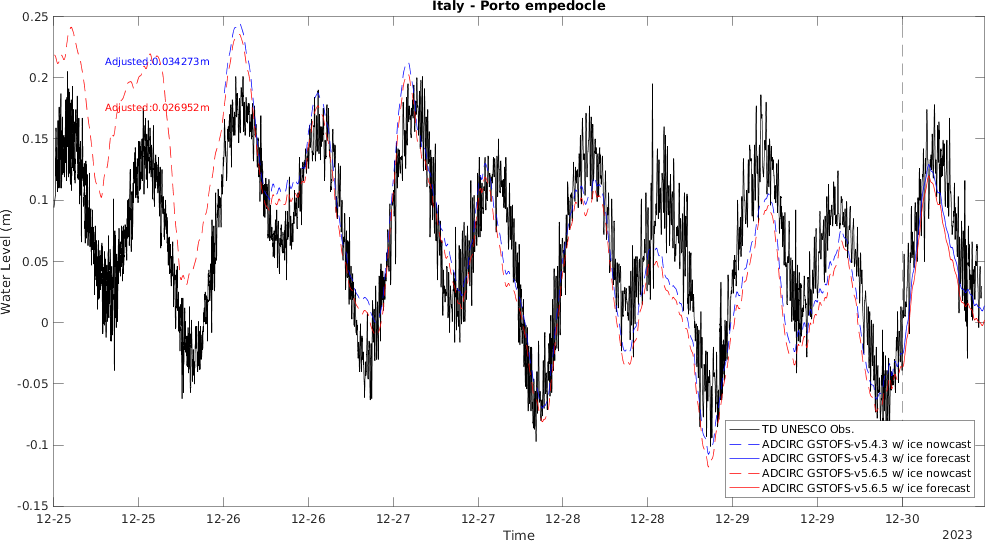 Italy - Porto empedocle
Water Level (m)
0.25
0.2
0.15
0.1
0.05
0
-0.05
-0.1
-0.15
Adjusted:0.034273m
Adjusted:0.026952m
TD UNESCO Obs.
ADCIRC GSTOFS-v5.4.3 w/ ice nowcast
ADCIRC GSTOFS-v5.4.3 w/ ice forecast
ADCIRC GSTOFS-v5.6.5 w/ ice nowcast
ADCIRC GSTOFS-v5.6.5 w/ ice forecast
12-25 12-25 12-26 12-26 12-27 12-27 12-28 12-28 12-29 12-29 12-30
Time
2023